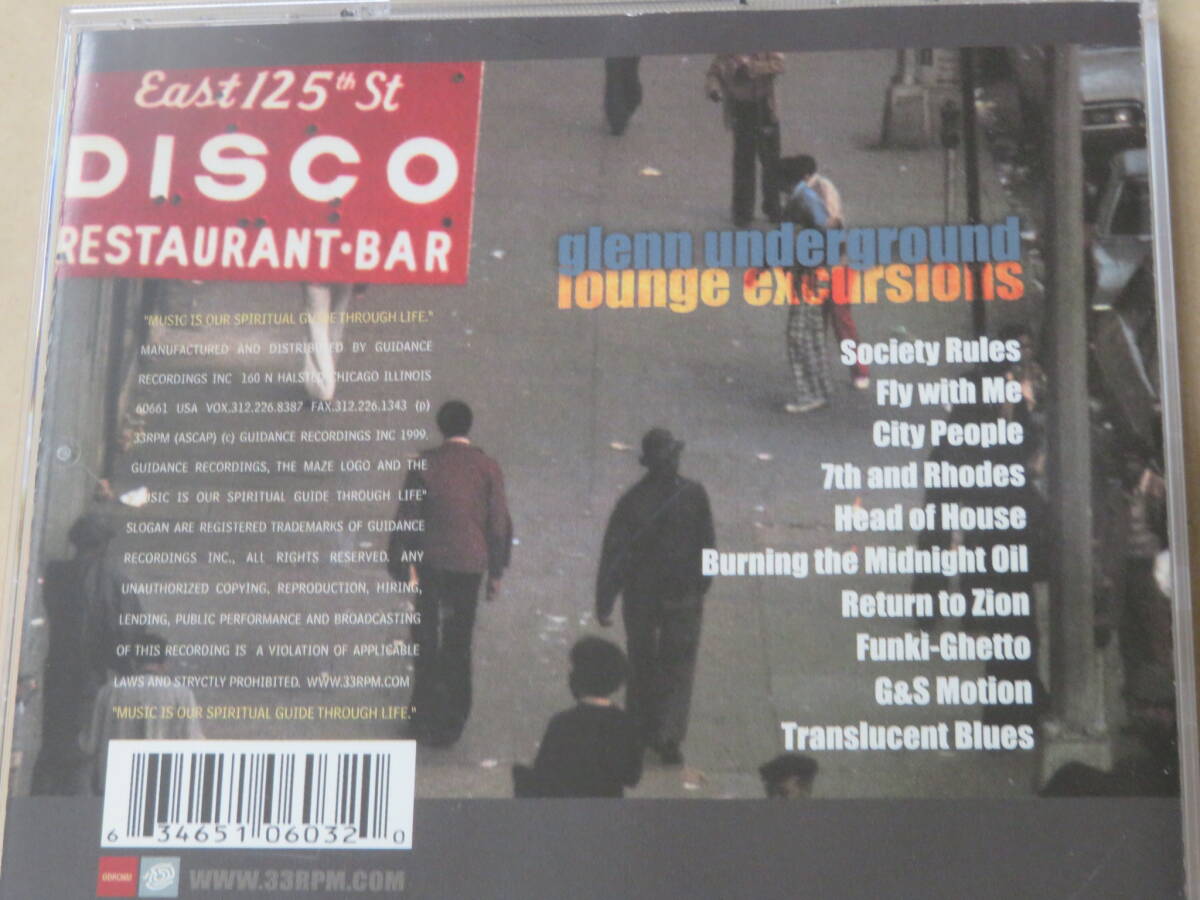 East 125th St
DISCO
RESTAURANT·BAR
glenn underground
lounge excursions
Society Rules
Fly with Me
City People
7th and Rhodes
Head of House
Burning the Midnight Oil
Return to Zion
Funki-Ghetto
G&S Motion
Translucent Blues
"MUSIC IS OUR SPIRITUAL GUIDE THROUGH LIFE."
MANUFACTURED AND DISTRIBUTED BY GUIDANCE
RECORDINGS INC 160 N HALSTED CHICAGO ILLINOIS
60661 USA VOX.312.226.8387 FAX.312.226.1343 (p)
33RPM (ASCAP) (c) GUIDANCE RECORDINGS INC 1999.
GUIDANCE RECORDINGS, THE MAZE LOGO AND THE
"MUSIC IS OUR SPIRITUAL GUIDE THROUGH LIFE"
SLOGAN ARE REGISTERED TRADEMARKS OF GUIDANCE
RECORDINGS INC., ALL RIGHTS RESERVED. ANY
UNAUTHORIZED COPYING, REPRODUCTION, HIRING,
LENDING, PUBLIC PERFORMANCE AND BROADCASTING
OF THIS RECORDING IS A VIOLATION OF APPLICABLE
LAWS AND STRYCTLY PROHIBITED. WWW.33RPM.COM
"MUSIC IS OUR SPIRITUAL GUIDE THROUGH LIFE."
6 34651 06032 0
WWW.33RPM.COM